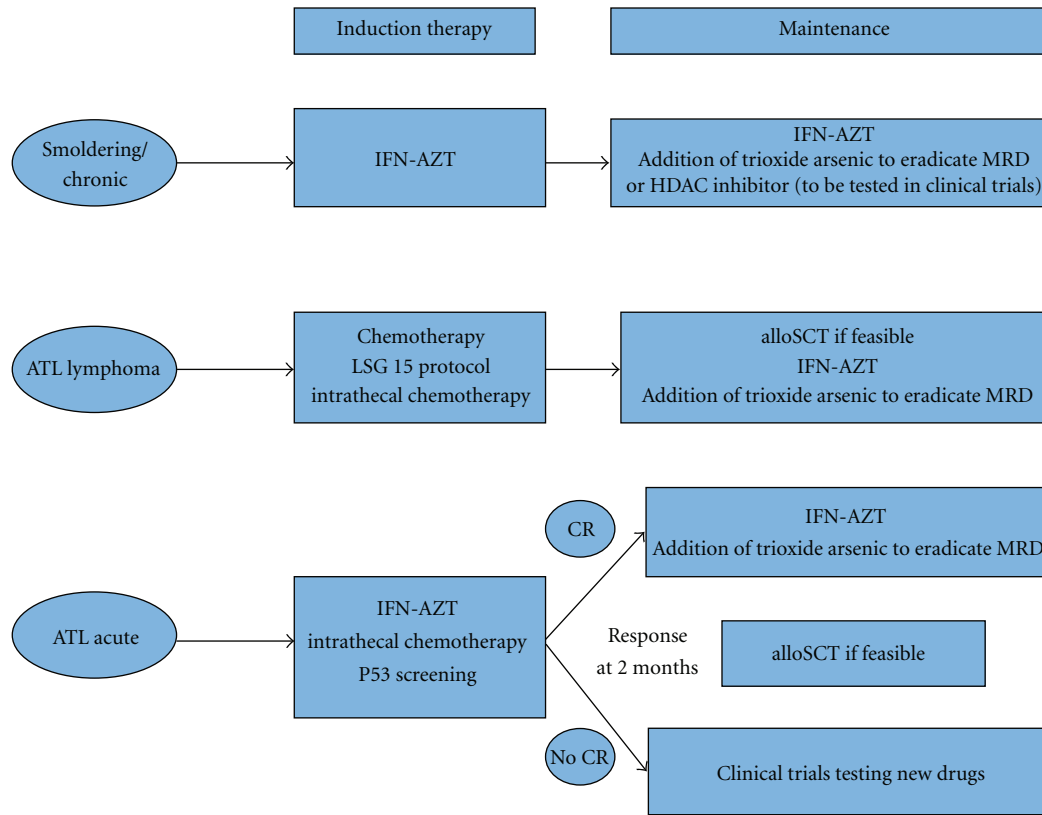 Induction therapy
Maintenance
Smoldering/
chronic
IFN-AZT
IFN-AZT
Addition of trioxide arsenic to eradicate MRD
or HDAC inhibitor (to be tested in clinical trials)
ATL lymphoma
Chemotherapy
LSG 15 protocol
intrathecal chemotherapy
alloSCT if feasible
IFN-AZT
Addition of trioxide arsenic to eradicate MRD
ATL acute
IFN-AZT
intrathecal chemotherapy
P53 screening
CR
IFN-AZT
Addition of trioxide arsenic to eradicate MRD
Response
at 2 months
alloSCT if feasible
No CR
Clinical trials testing new drugs